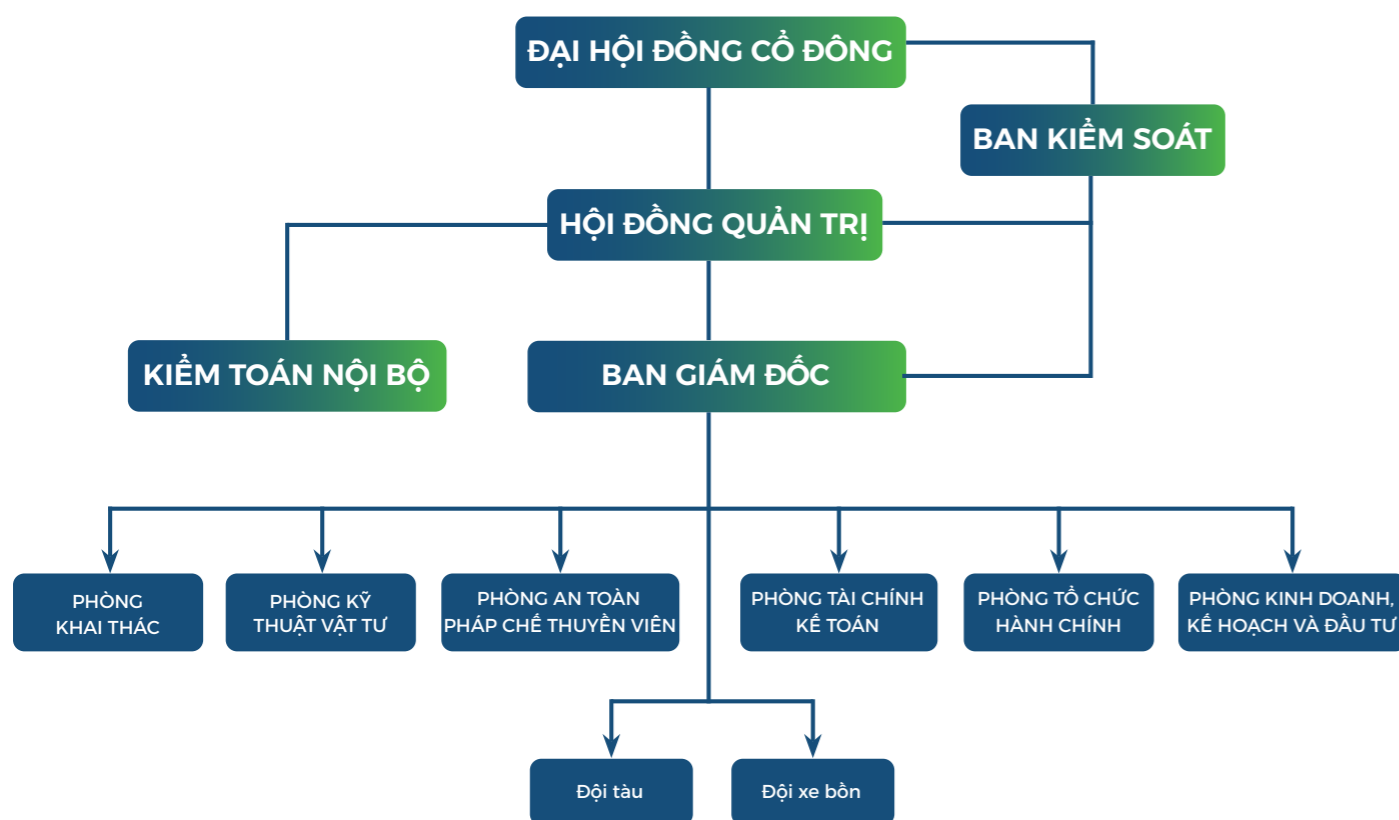 ĐẠI HỘI ĐỒNG CỔ ĐÔNG
BAN KIỂM SOÁT
HỘI ĐỒNG QUẢN TRỊ
KIỂM TOÁN NỘI BỘ
BAN GIÁM ĐỐC
PHÒNG
KHAI THÁC
PHÒNG KỸ
THUẬT VẬT TƯ
PHÒNG AN TOÀN
PHÁP CHẾ THUYỀN VIÊN
PHÒNG TÀI CHÍNH
KẾ TOÁN
PHÒNG TỔ CHỨC
HÀNH CHÍNH
PHÒNG KINH DOANH,
KẾ HOẠCH VÀ ĐẦU TƯ
Đội tàu
Đội xe bồn